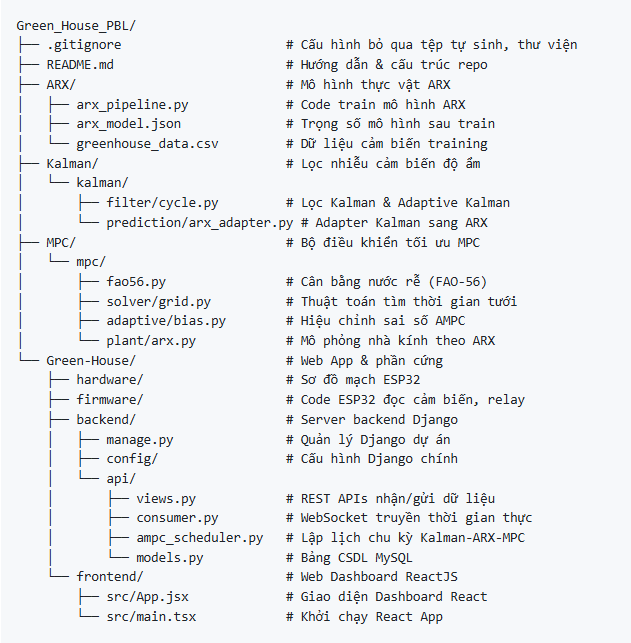 Green_House_PBL/
├── .gitignore                     # Cấu hình bỏ qua tệp tự sinh, thư viện
├── README.md                      # Hướng dẫn & cấu trúc repo
├── ARX/                           # Mô hình thực vật ARX
│   ├── arx_pipeline.py            # Code train mô hình ARX
│   ├── arx_model.json             # Trọng số mô hình sau train
│   └── greenhouse_data.csv        # Dữ liệu cảm biến training
├── Kalman/                        # Lọc nhiễu cảm biến độ ẩm
│   └── kalman/
│       ├── filter/cycle.py        # Lọc Kalman & Adaptive Kalman
│       └── prediction/arx_adapter.py # Adapter Kalman sang ARX
├── MPC/                           # Bộ điều khiển tối ưu MPC
│   └── mpc/
│       ├── fao56.py               # Cân bằng nước rễ (FAO-56)
│       ├── solver/grid.py         # Thuật toán tìm thời gian tưới
│       ├── adaptive/bias.py       # Hiệu chỉnh sai số AMPC
│       └── plant/arx.py           # Mô phỏng nhà kính theo ARX
└── Green-House/                   # Web App & phần cứng
    ├── hardware/                  # Sơ đồ mạch ESP32
    ├── firmware/                  # Code ESP32 đọc cảm biến, relay
    ├── backend/                   # Server backend Django
    │   ├── manage.py              # Quản lý Django dự án
    │   ├── config/                # Cấu hình Django chính
    │   └── api/
    │       ├── views.py           # REST APIs nhận/gửi dữ liệu
    │       ├── consumer.py        # WebSocket truyền thời gian thực
    │       ├── ampc_scheduler.py  # Lập lịch chu kỳ Kalman-ARX-MPC
    │       └── models.py          # Bảng CSDL MySQL
    └── frontend/                  # Web Dashboard ReactJS
        ├── src/App.jsx            # Giao diện Dashboard React
        └── src/main.tsx           # Khởi chạy React App